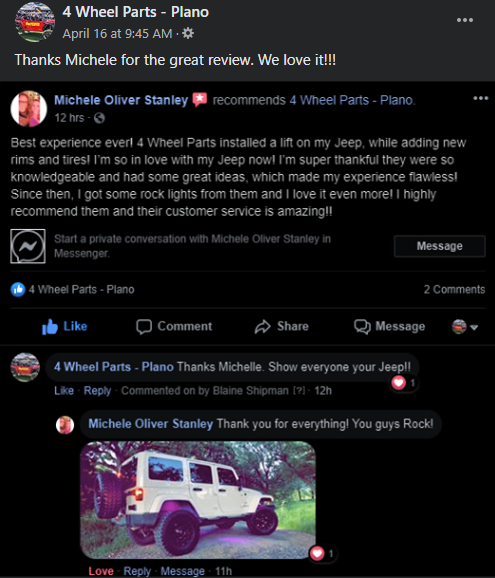 4 Wheel Parts - Plano
April 16 at 9:45 AM ·
Thanks Michele for the great review. We love it!!!
Michele Oliver Stanley recommends 4 Wheel Parts - Plano.
12 hrs ·
Best experience ever! 4 Wheel Parts installed a lift on my Jeep, while adding new
rims and tires! I'm so in love with my Jeep now! I'm super thankful they were so
knowledgeable and had some great ideas, which made my experience flawless!
Since then, I got some rock lights from them and I love it even more! I highly
recommend them and their customer service is amazing!!
Start a private conversation with Michele Oliver Stanley in
Messenger.
Message
4 Wheel Parts - Plano
2 Comments
Like Comment Share Message
4 Wheel Parts - Plano Thanks Michelle. Show everyone your Jeep!!
1
Like · Reply · Commented on by Blaine Shipman [?] · 12h
Michele Oliver Stanley Thank you for everything! You guys Rock!
1
Love · Reply · Message · 11h